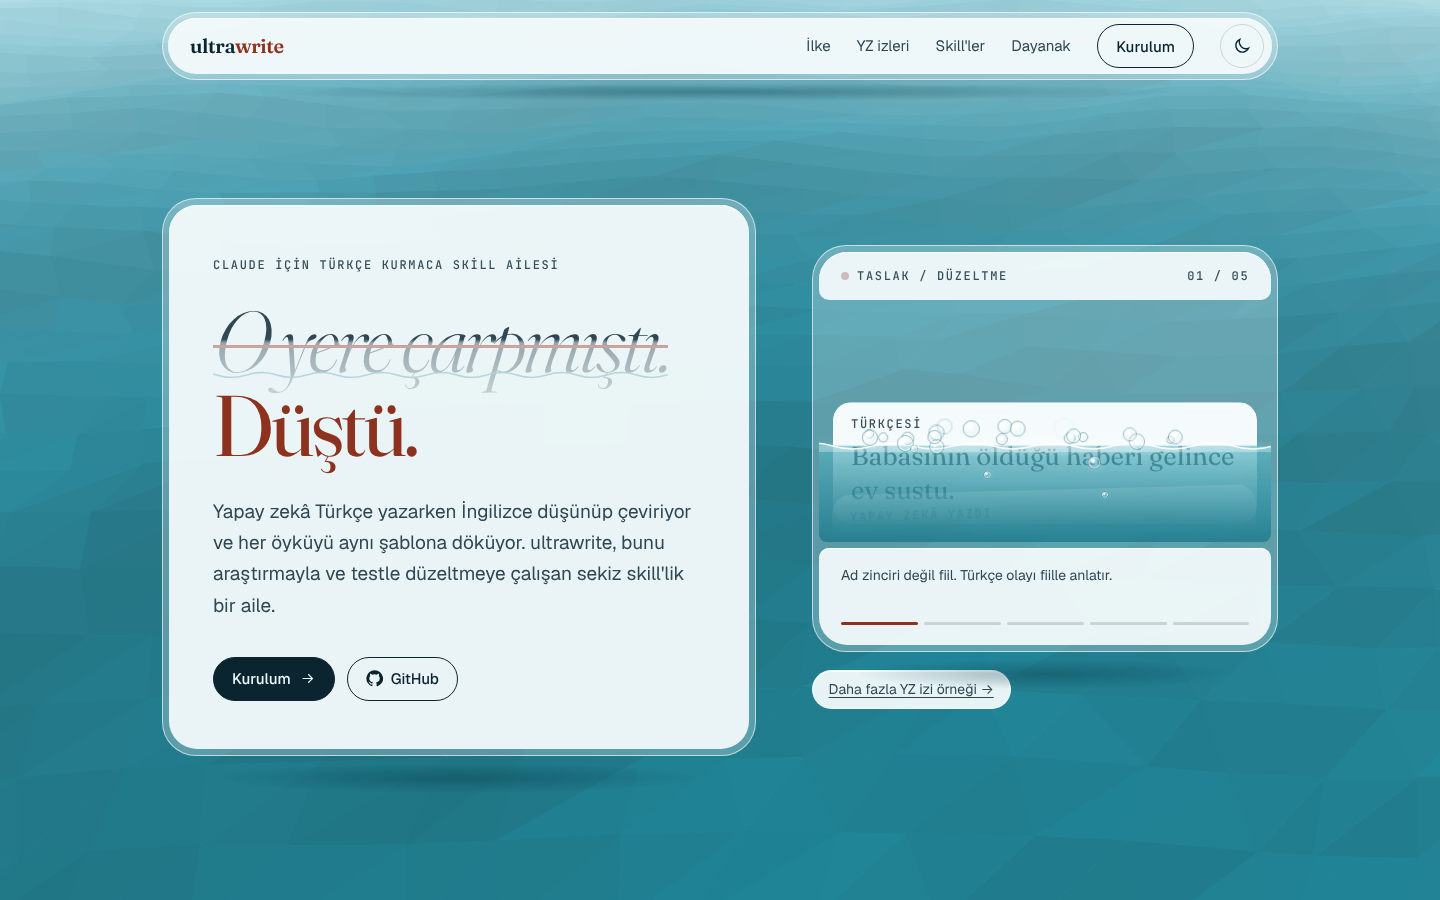 ultrawrite
İlke
YZ izleri
Skill'ler
Dayanak
Kurulum
CLAUDE İÇİN TÜRKÇE KURMACA SKİLL AİLESİ
O yere çarpmıştı.
Düştü.
Yapay zekâ Türkçe yazarken İngilizce düşünüp çeviriyor
ve her öyküyü aynı şablona döküyor. ultrawrite, bunu
araştırmayla ve testle düzeltmeye çalışan sekiz skill'lik
bir aile.
Kurulum →
GitHub
TASLAK / DÜZELTME
01 / 05
TÜRKÇESİ
Babasının öldüğü haberi gelince
ev sustu.
YAPAY ZEKÂ YAZDI
Ad zinciri değil fiil. Türkçe olayı fiille anlatır.
Daha fazla YZ izi örneği →